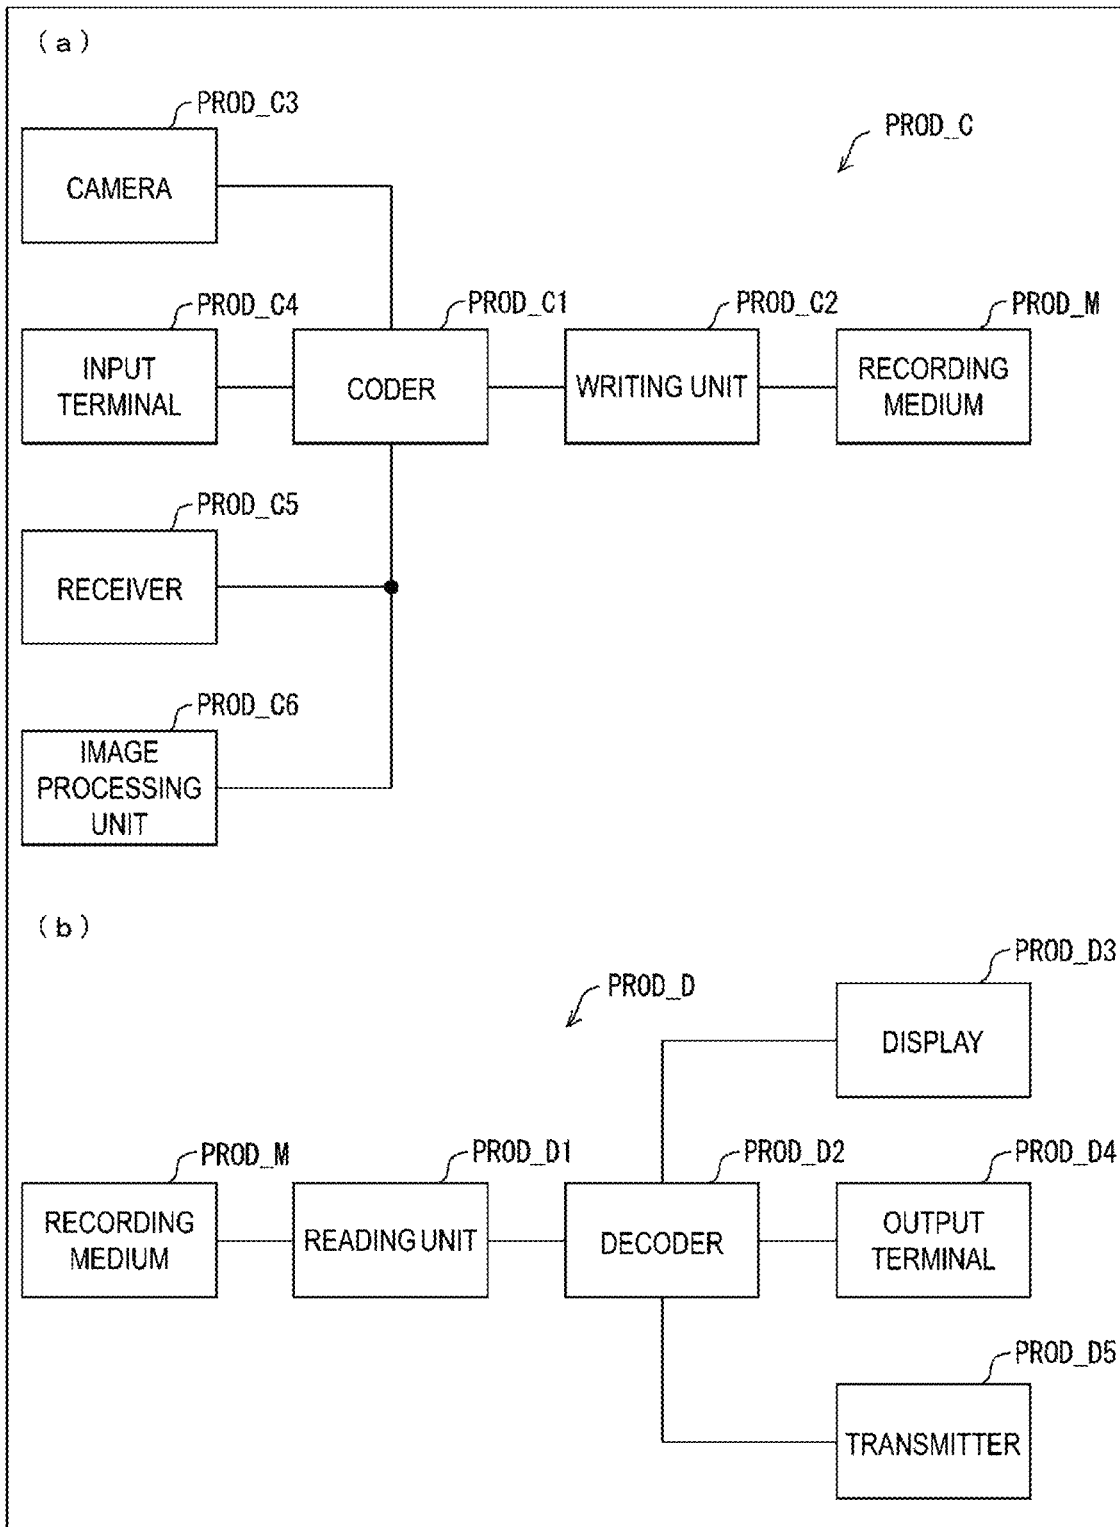 (a)
PROD_C3
PROD_C
CAMERA
PROD_C4
PROD_C1
PROD_C2
PROD_M
INPUT
TERMINAL
CODER
WRITING UNIT
RECORDING
MEDIUM
PROD_C5
RECEIVER
PROD_C6
IMAGE
PROCESSING
UNIT
(b)
PROD_D3
PROD_D
DISPLAY
PROD_M
PROD_D1
PROD_D2
PROD_D4
RECORDING
MEDIUM
READING UNIT
DECODER
OUTPUT
TERMINAL
PROD_D5
TRANSMITTER